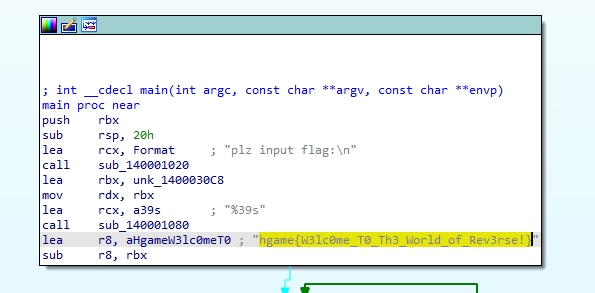 ; int __cdecl main(int argc, const char **argv, const char **envp)
main proc near
push rbx
sub rsp, 20h
lea rcx, Format ; "plz input flag:\n"
call sub_140001020
lea rbx, unk_1400030C8
mov rdx, rbx
lea rcx, a39s ; "%39s"
call sub_140001080
lea r8, aHgameW3lc0meT0 ; "hgame{W3lc0me_T0_Th3_World_of_Rev3rse!}"
sub r8, rbx